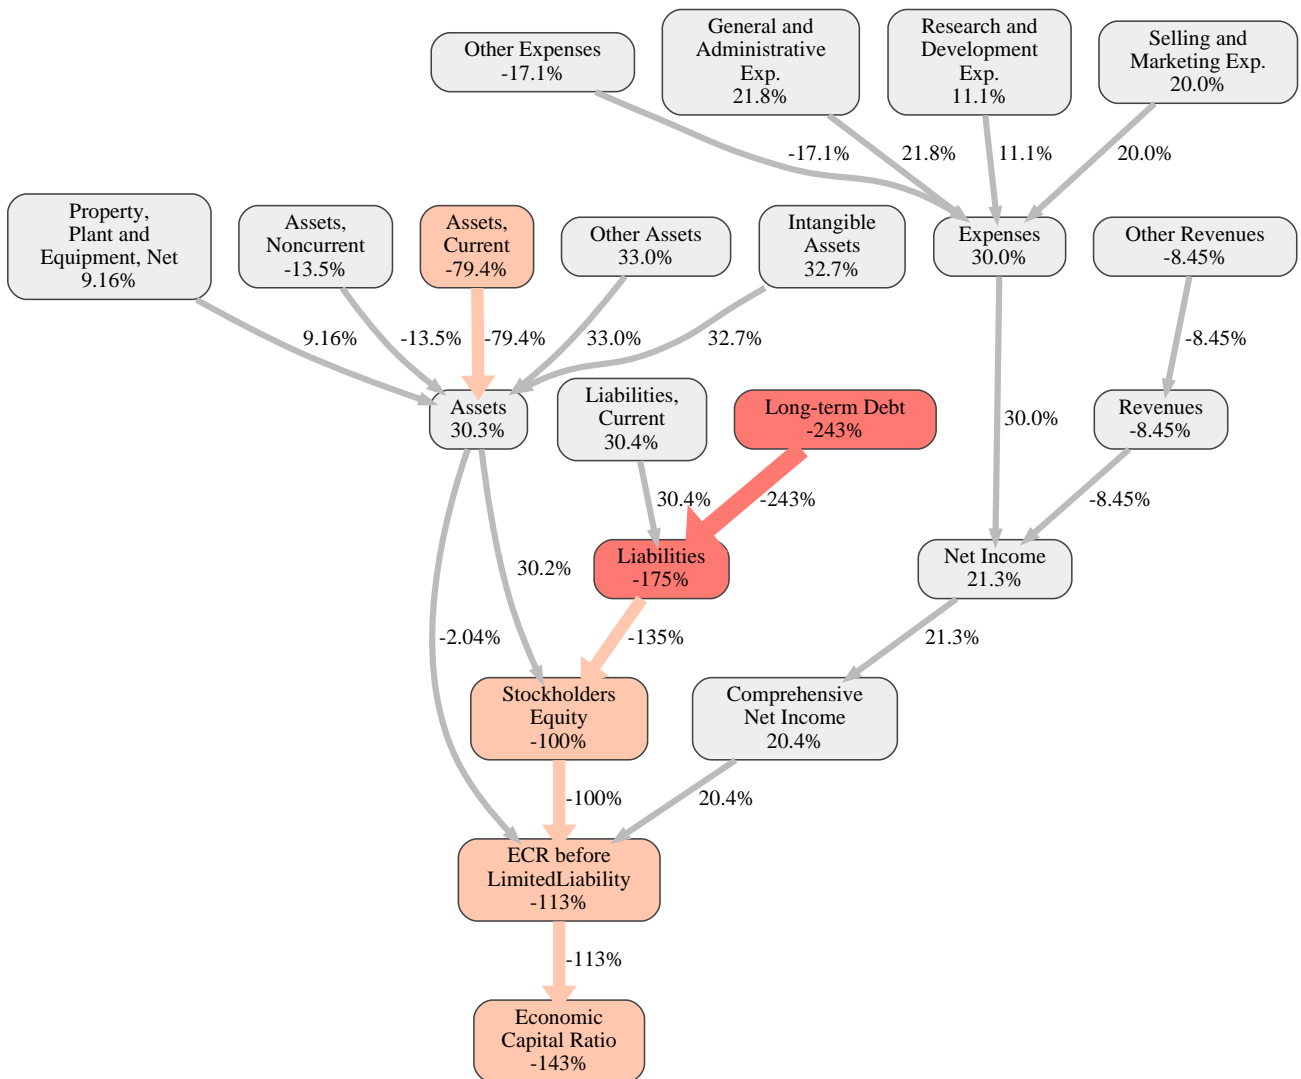 Other Expenses
-17.1%
General and
Administrative
Exp.
21.8%
Research and
Development
Exp.
11.1%
Selling and
Marketing Exp.
20.0%
-17.1%
21.8%
11.1%
20.0%
Property,
Plant and
Equipment, Net
9.16%
Assets,
Noncurrent
-13.5%
Assets,
Current
-79.4%
Other Assets
33.0%
Intangible
Assets
32.7%
Expenses
30.0%
Other Revenues
-8.45%
9.16%
-13.5%
-79.4%
33.0%
32.7%
-8.45%
Assets
30.3%
Liabilities,
Current
30.4%
Long-term Debt
-243%
30.0%
Revenues
-8.45%
30.4%
-243%
-8.45%
30.2%
Liabilities
-175%
Net Income
21.3%
-2.04%
-135%
21.3%
Stockholders
Equity
-100%
Comprehensive
Net Income
20.4%
-100%
20.4%
ECR before
LimitedLiability
-113%
-113%
Economic
Capital Ratio
-143%